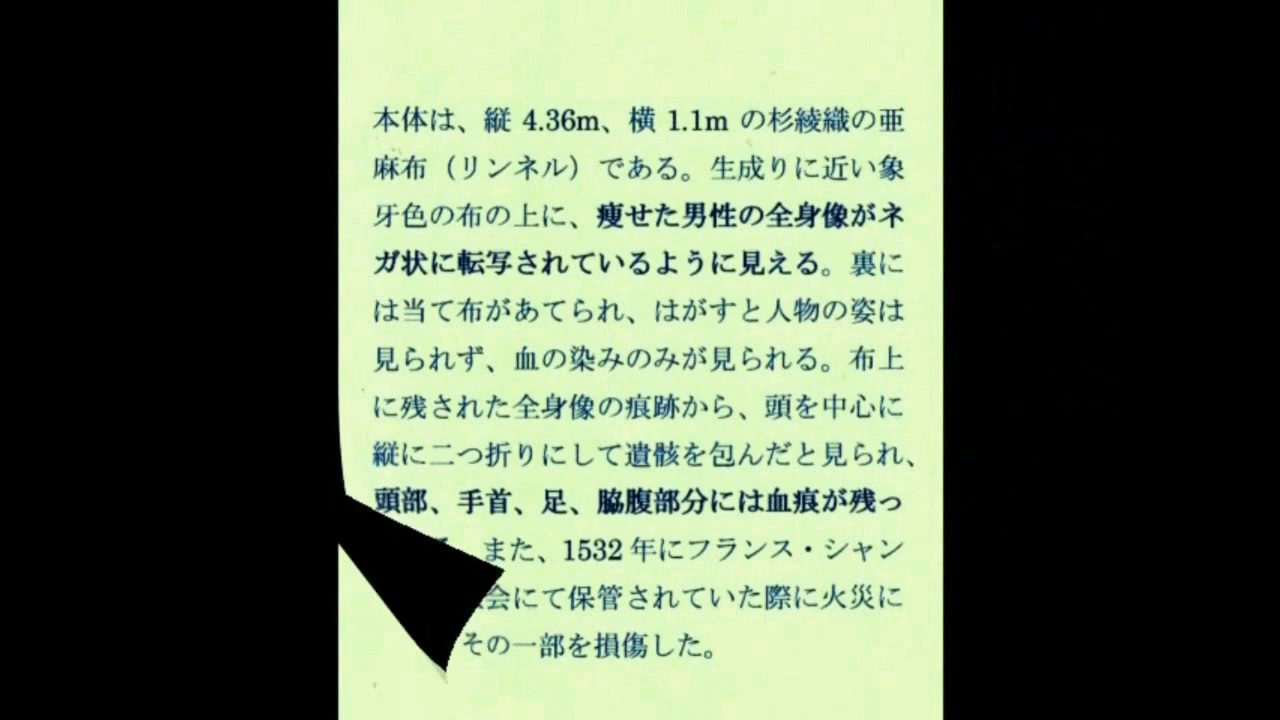 本体は、縦 4.36m、横 1.1m の杉綾織の亜
麻布（リンネル）である。生成りに近い象
牙色の布の上に、痩せた男性の全身像がネ
ガ状に転写されているように見える。裏に
は当て布があてられ、はがすと人物の姿は
見られず、血の染みのみが見られる。布上
に残された全身像の痕跡から、頭を中心に
縦に二つ折りにして遺骸を包んだと見られ、
頭部、手首、足、脇腹部分には血痕が残っ
また、1532 年にフランス・シャン
会にて保管されていた際に火災に
その一部を損傷した。